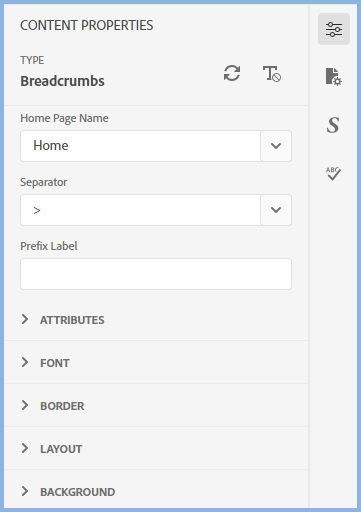 CONTENT PROPERTIES
TYPE
Breadcrumbs
Home Page Name
Home
Separator
>
Prefix Label
ATTRIBUTES
FONT
BORDER
LAYOUT
BACKGROUND
S
ABC